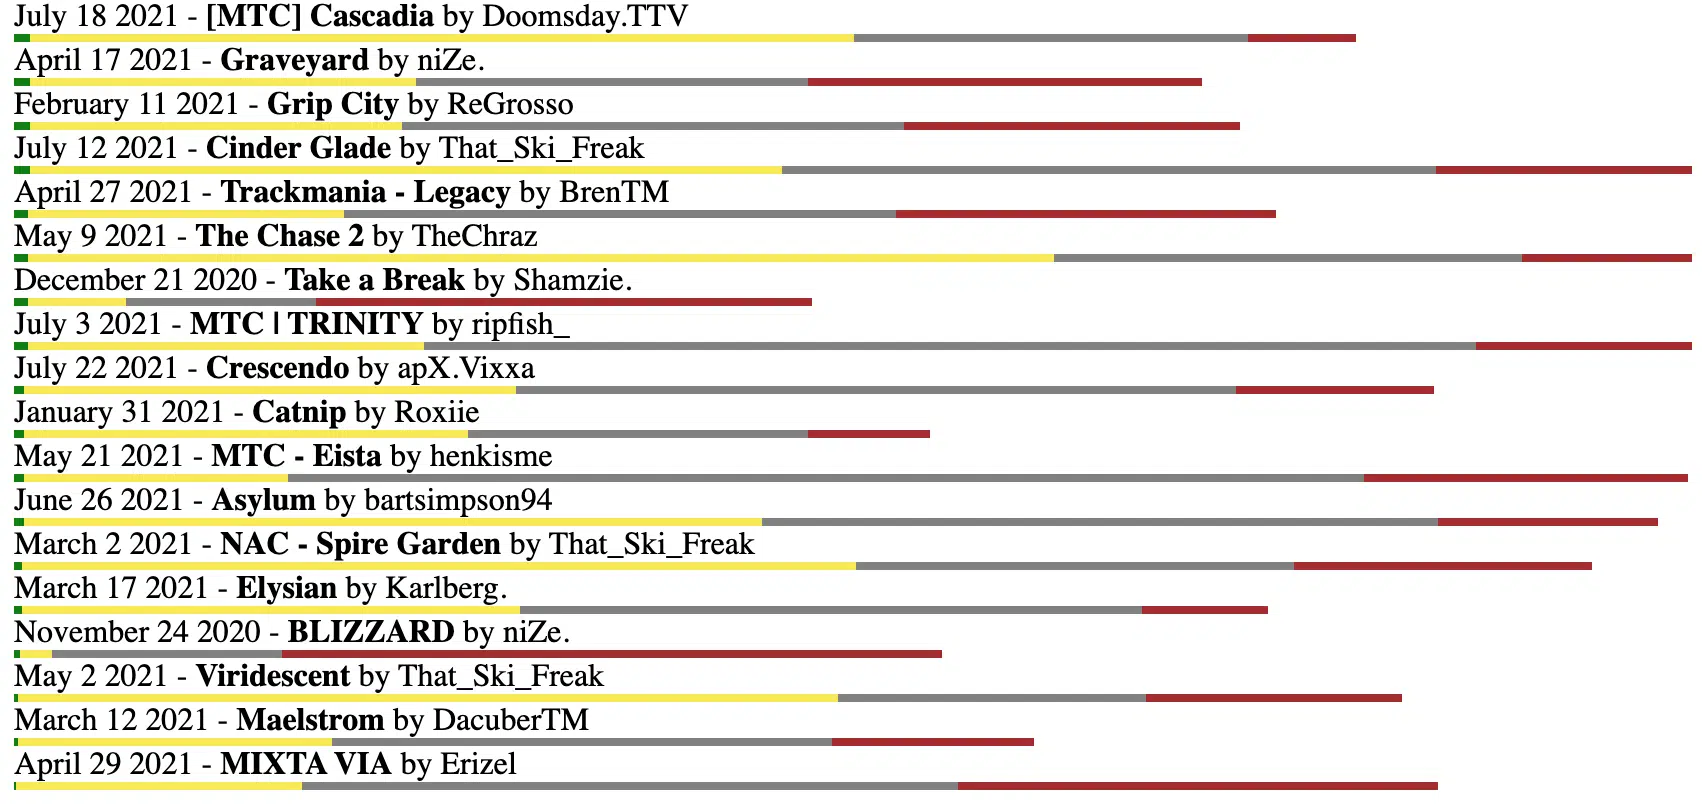 July 18 2021 - [MTC] Cascadia by Doomsday.TTV
April 17 2021 - Graveyard by niZe.
February 11 2021 - Grip City by ReGrosso
July 12 2021 - Cinder Glade by That_Ski_Freak
April 27 2021 - Trackmania - Legacy by BrenTM
May 9 2021 - The Chase 2 by TheChraz
December 21 2020 - Take a Break by Shamzie.
July 3 2021 - MTC | TRINITY by ripfish_
July 22 2021 - Crescendo by apX.Vixxa
January 31 2021 - Catnip by Roxiie
May 21 2021 - MTC - Eista by henkisme
June 26 2021 - Asylum by bartsimpson94
March 2 2021 - NAC - Spire Garden by That_Ski_Freak
March 17 2021 - Elysian by Karlberg.
November 24 2020 - BLIZZARD by niZe.
May 2 2021 - Viridescent by That_Ski_Freak
March 12 2021 - Maelstrom by DacuberTM
April 29 2021 - MIXTA VIA by Erizel